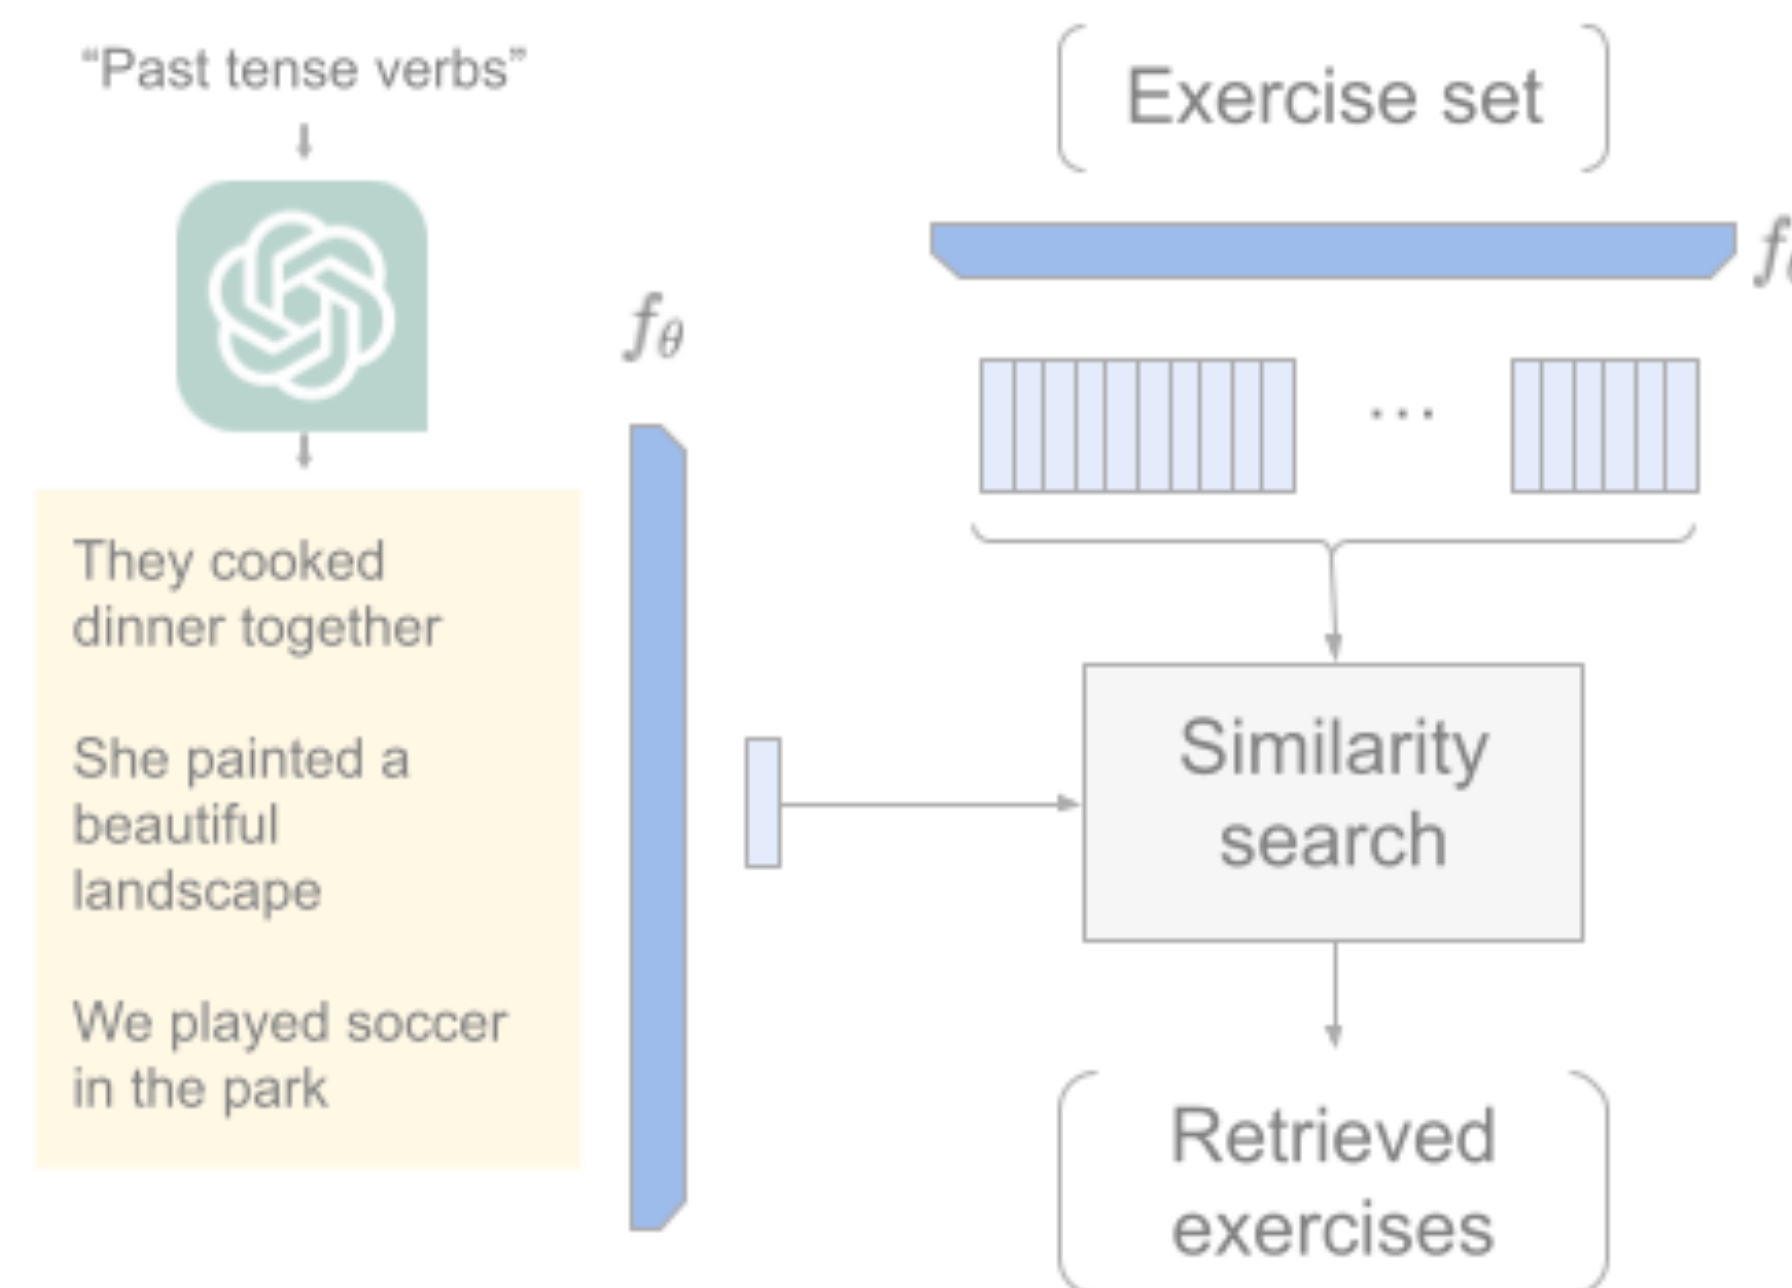 “Past tense verbs”
They cooked
dinner together
She painted a
beautiful
landscape
We played soccer
in the park
fθ
Exercise set
f
...
Similarity
search
Retrieved
exercises